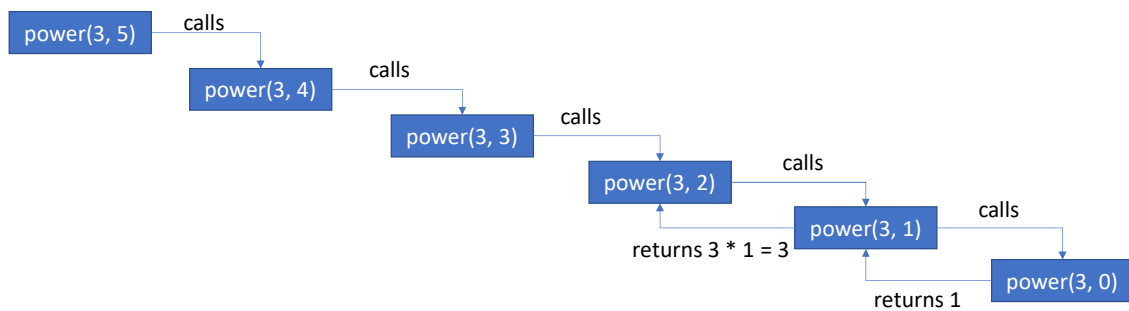 power(3, 5)
calls
power(3, 4)
calls
power(3, 3)
calls
power(3, 2)
calls
power(3, 1)
calls
returns 3 * 1 = 3
power(3, 0)
returns 1